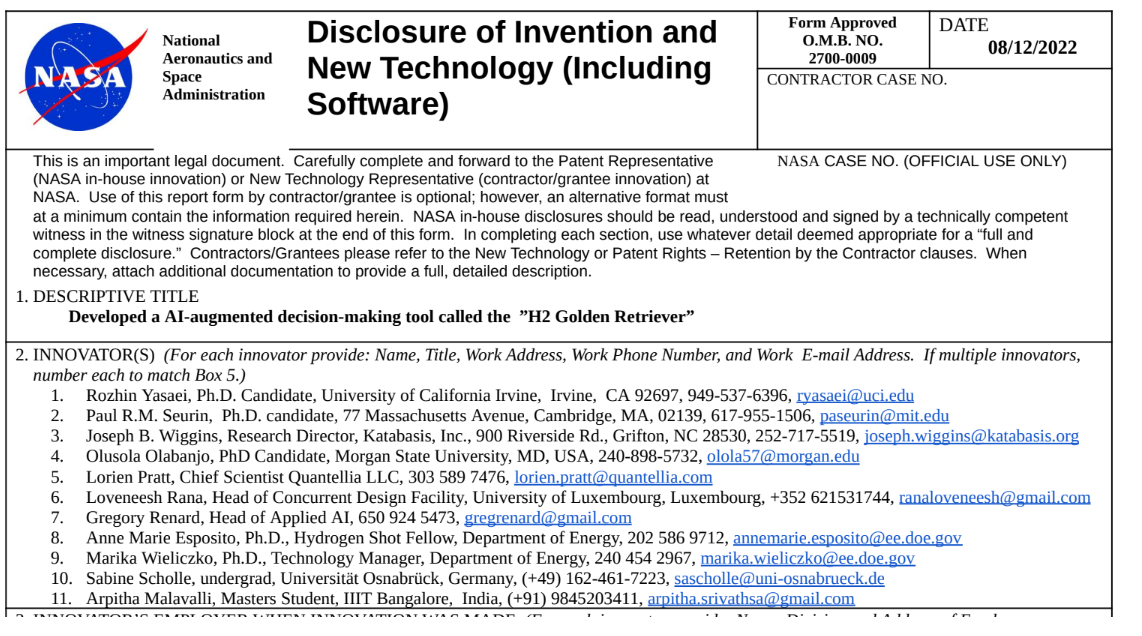 NASA
National
Aeronautics and
Space
Administration
Disclosure of Invention and
New Technology (Including
Software)
Form Approved
O.M.B. NO.
2700-0009
DATE
08/12/2022
CONTRACTOR CASE NO.
This is an important legal document.  Carefully complete and forward to the Patent Representative
(NASA in-house innovation) or New Technology Representative (contractor/grantee innovation) at
NASA.  Use of this report form by contractor/grantee is optional; however, an alternative format must
NASA CASE NO. (OFFICIAL USE ONLY)
at a minimum contain the information required herein.  NASA in-house disclosures should be read, understood and signed by a technically competent
witness in the witness signature block at the end of this form.  In completing each section, use whatever detail deemed appropriate for a “full and
complete disclosure.”  Contractors/Grantees please refer to the New Technology or Patent Rights – Retention by the Contractor clauses.  When
necessary, attach additional documentation to provide a full, detailed description.
1. DESCRIPTIVE TITLE
Developed a AI-augmented decision-making tool called the  ”H2 Golden Retriever”
2. INNOVATOR(S)  (For each innovator provide: Name, Title, Work Address, Work Phone Number, and Work  E-mail Address.  If multiple innovators,
number each to match Box 5.)
1. Rozhin Yasaei, Ph.D. Candidate, University of California Irvine,  Irvine,  CA 92697, 949-537-6396, ryasaei@uci.edu
2. Paul R.M. Seurin,  Ph.D. candidate, 77 Massachusetts Avenue, Cambridge, MA, 02139, 617-955-1506, paseurin@mit.edu
3. Joseph B. Wiggins, Research Director, Katabasis, Inc., 900 Riverside Rd., Grifton, NC 28530, 252-717-5519, joseph.wiggins@katabasis.org
4. Olusola Olabanjo, PhD Candidate, Morgan State University, MD, USA, 240-898-5732, olola57@morgan.edu
5. Lorien Pratt, Chief Scientist Quantellia LLC, 303 589 7476, lorien.pratt@quantellia.com
6. Loveneesh Rana, Head of Concurrent Design Facility, University of Luxembourg, Luxembourg, +352 621531744, ranaloveneesh@gmail.com
7. Gregory Renard, Head of Applied AI, 650 924 5473, gregrenard@gmail.com
8. Anne Marie Esposito, Ph.D., Hydrogen Shot Fellow, Department of Energy, 202 586 9712, annemarie.esposito@ee.doe.gov
9. Marika Wieliczko, Ph.D., Technology Manager, Department of Energy, 240 454 2967, marika.wieliczko@ee.doe.gov
10. Sabine Scholle, undergrad, Universität Osnabrück, Germany, (+49) 162-461-7223, sascholle@uni-osnabrueck.de
11. Arpitha Malavalli, Masters Student, IIIT Bangalore,  India, (+91) 9845203411, arpitha.srivathsa@gmail.com